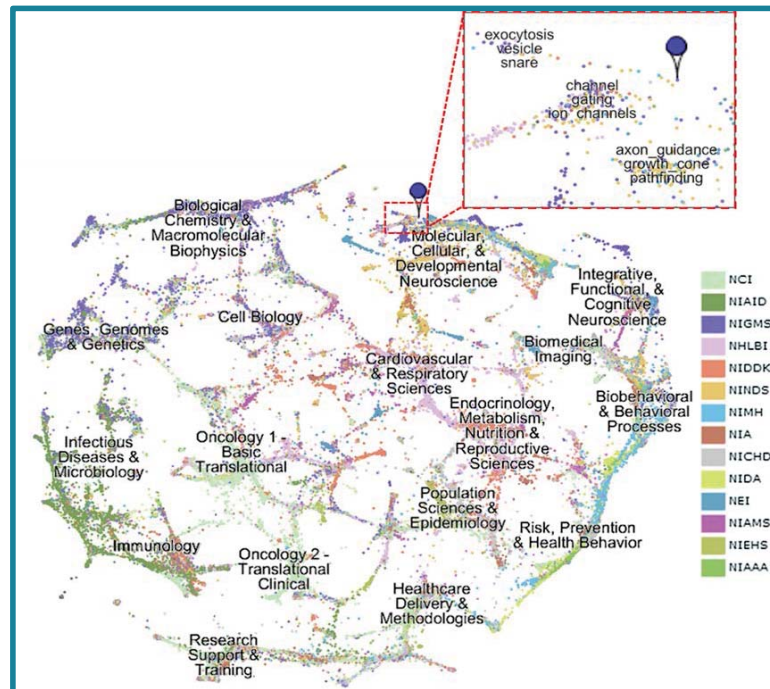 exocytosis
vesicle
snare
channel
gating
ion channels
axon_guidance
growth_cone
pathfinding
Biological
Chemistry &
Macromolecular
Biophysics
Molecular,
Cellular, &
Developmental
Neuroscience
Integrative,
Functional, &
Cognitive
Neuroscience
Genes, Genomes
& Genetics
Cell Biology
Biomedical
Imaging
Cardiovascular
& Respiratory
Sciences
Biobehavioral
& Behavioral
Processes
Endocrinology,
Metabolism,
Nutrition &
Reproductive
Sciences
Infectious
Diseases &
Microbiology
Oncology 1 -
Basic
Translational
Population
Sciences &
Epidemiology
Risk, Prevention
& Health Behavior
Immunology
Oncology 2 -
Translational
Clinical
Healthcare
Delivery &
Methodologies
Research
Support &
Training
NCI
NIAID
NIGMS
NHLBI
NIDDK
NINDS
NIMH
NIA
NICHD
NIDA
NEI
NIAMS
NIEHS
NIAAA